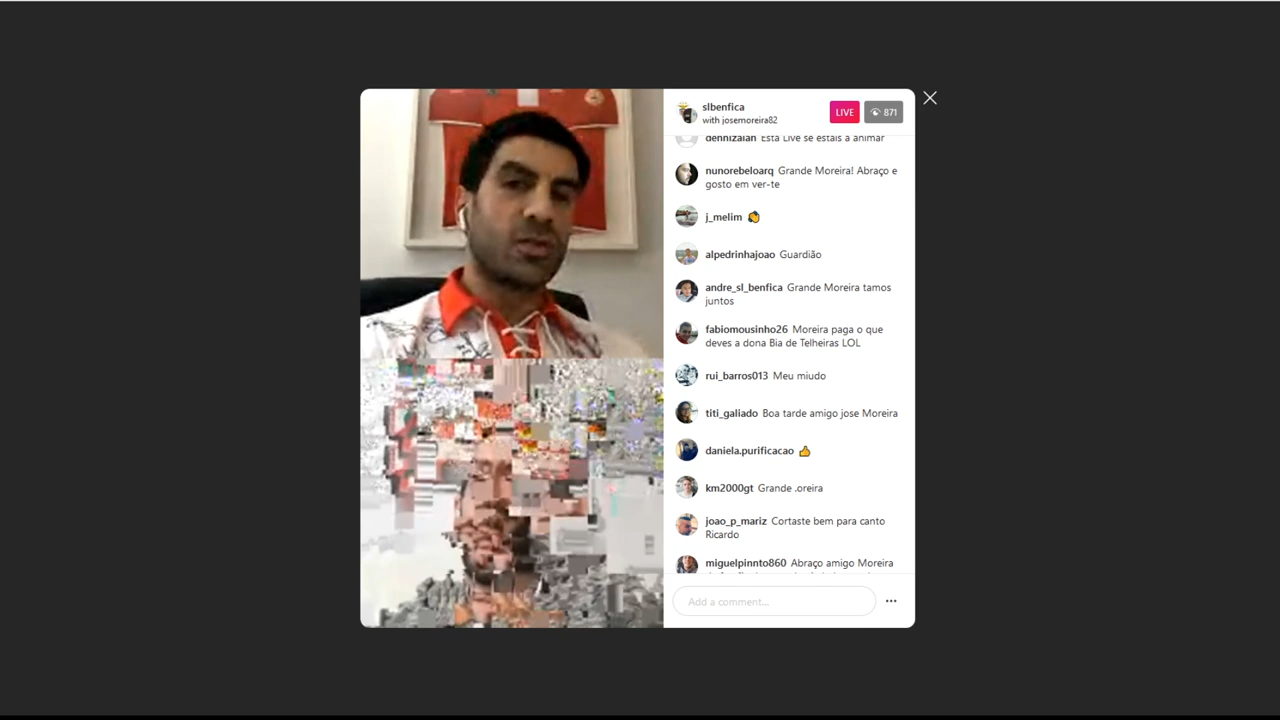 slbenfica
with josemoreira82
LIVE
871
dennizalan Esta Live se estais a animar
nunorebeloarq Grande Moreira! Abraço e
gosto em ver-te
j_melim
alpedrinhajoao Guardião
andre_sl_benfica Grande Moreira tamos
juntos
fabiomousinho26 Moreira paga o que
deves a dona Bia de Telheiras LOL
rui_barros013 Meu miudo
titi_galiado Boa tarde amigo jose Moreira
daniela.purificacao 👍
km2000gt Grande .oreira
joao_p_mariz Cortaste bem para canto
Ricardo
miguelpinnto860 Abraço amigo Moreira
Add a comment...